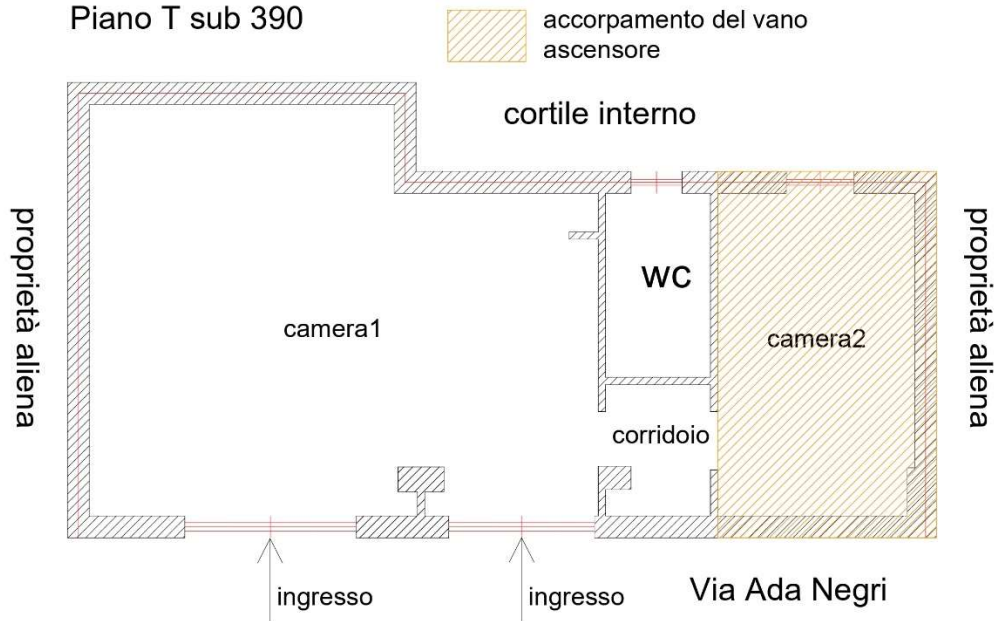 Piano T sub 390
accorpamento del vano
ascensore
cortile interno
proprietà aliena
proprietà aliena
wc
camera1
camera2
corridoio
ingresso
ingresso
Via Ada Negri